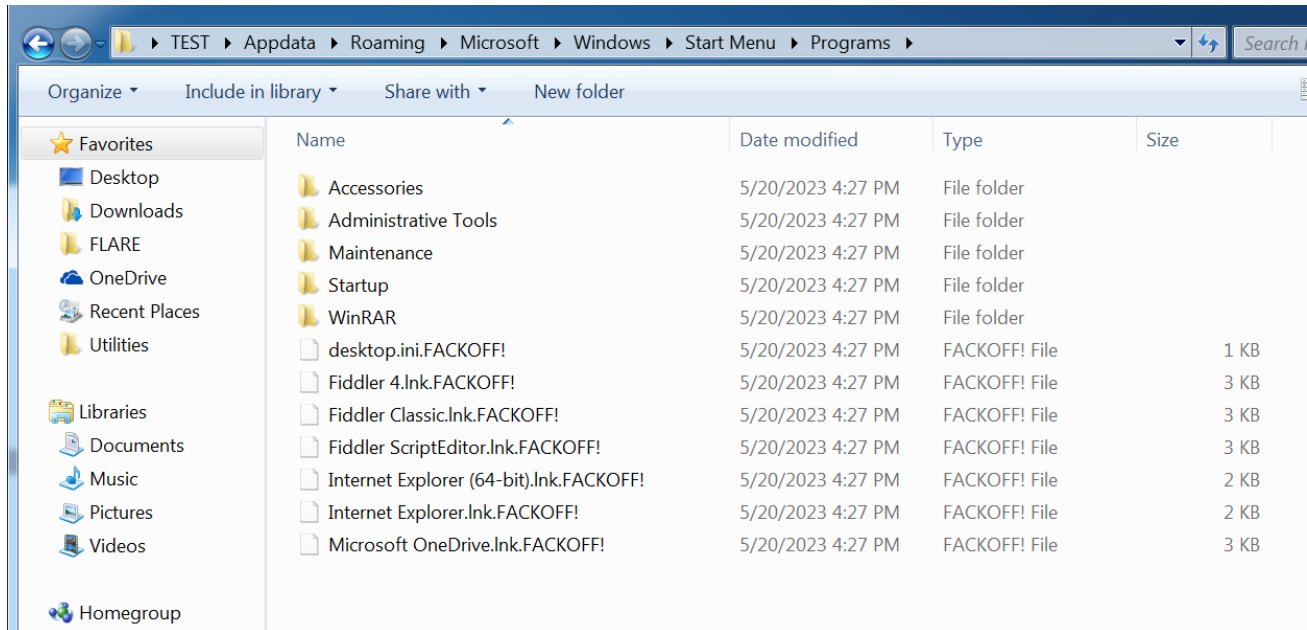 TEST Appdata Roaming Microsoft Windows Start Menu Programs
Search
Organize Include in library Share with New folder
Favorites
Desktop
Downloads
FLARE
OneDrive
Recent Places
Utilities
Libraries
Documents
Music
Pictures
Videos
Homegroup
Name Date modified Type Size
Accessories 5/20/2023 4:27 PM File folder
Administrative Tools 5/20/2023 4:27 PM File folder
Maintenance 5/20/2023 4:27 PM File folder
Startup 5/20/2023 4:27 PM File folder
WinRAR 5/20/2023 4:27 PM File folder
desktop.ini.FACKOFF! 5/20/2023 4:27 PM FACKOFF! File 1 KB
Fiddler 4.lnk.FACKOFF! 5/20/2023 4:27 PM FACKOFF! File 3 KB
Fiddler Classic.lnk.FACKOFF! 5/20/2023 4:27 PM FACKOFF! File 3 KB
Fiddler ScriptEditor.lnk.FACKOFF! 5/20/2023 4:27 PM FACKOFF! File 3 KB
Internet Explorer (64-bit).lnk.FACKOFF! 5/20/2023 4:27 PM FACKOFF! File 2 KB
Internet Explorer.lnk.FACKOFF! 5/20/2023 4:27 PM FACKOFF! File 2 KB
Microsoft OneDrive.lnk.FACKOFF! 5/20/2023 4:27 PM FACKOFF! File 3 KB